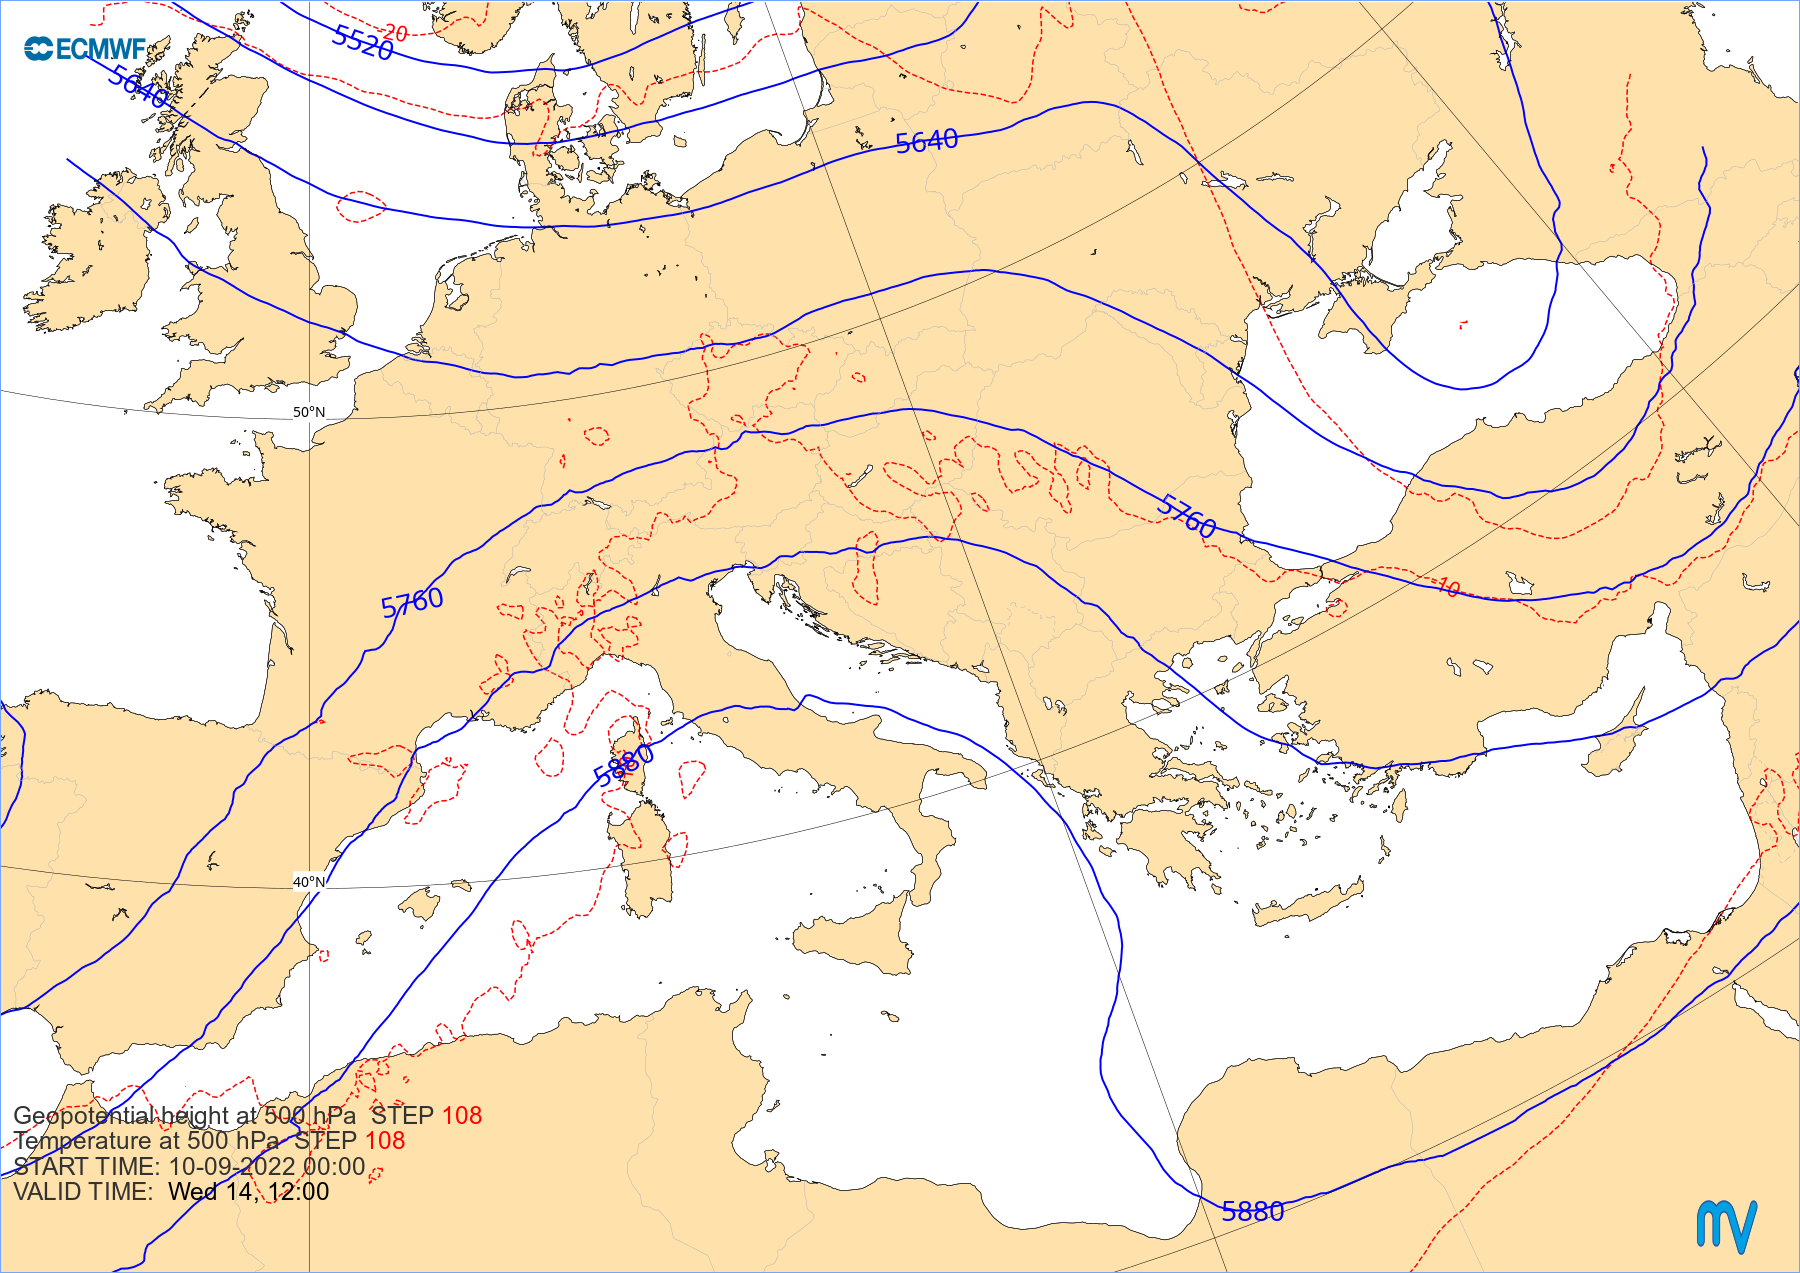 -20
5520
ECMWF
5640
5640
50°N
5760
-10
5760
5880
40°N
Geopotential height at 500 hPa  STEP 108
Temperature at 500 hPa  STEP 108
START TIME: 10-09-2022 00:00
VALID TIME:  Wed 14, 12:00
5880